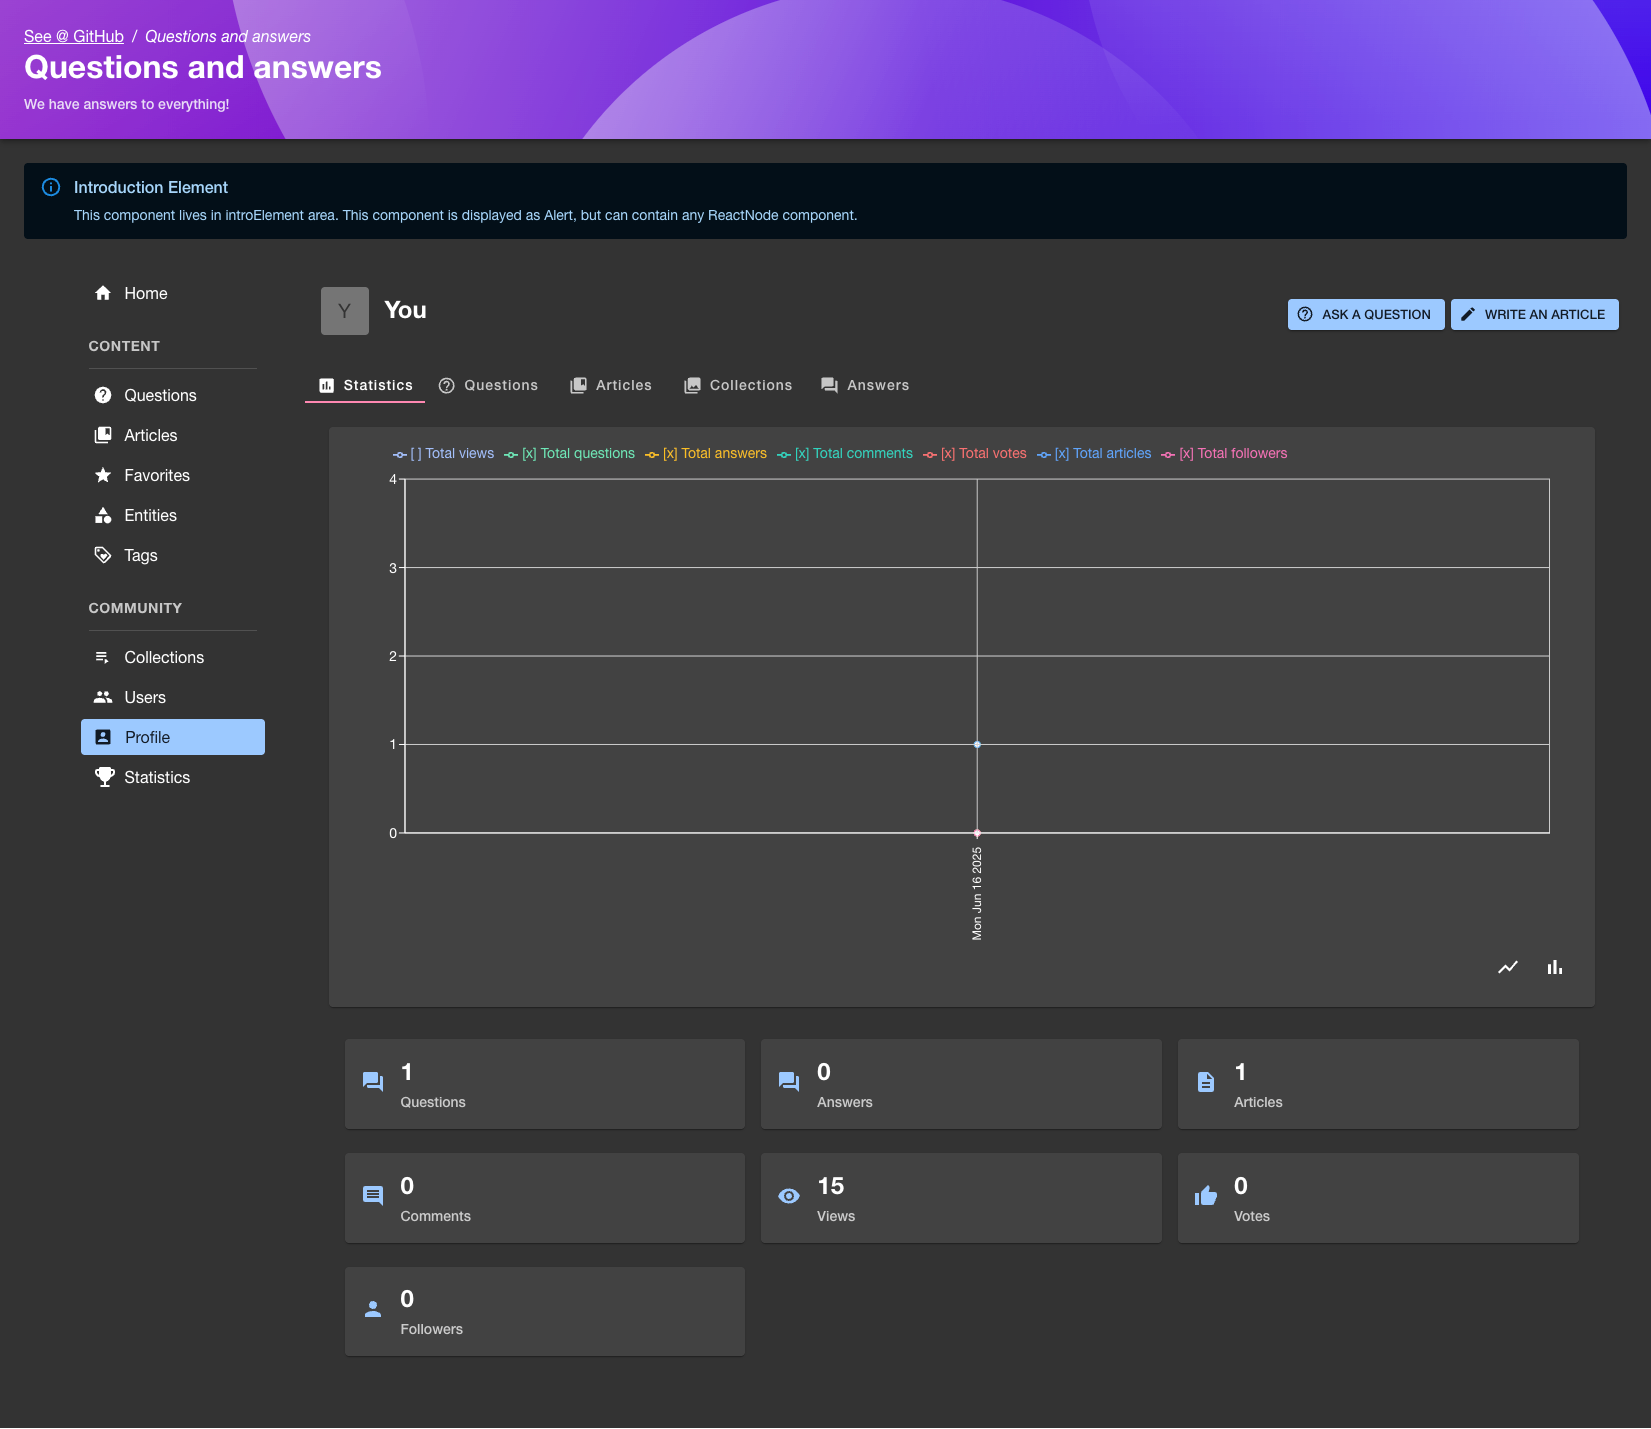 See @ GitHub / Questions and answers
Questions and answers
We have answers to everything!
Introduction Element
This component lives in introElement area. This component is displayed as Alert, but can contain any ReactNode component.
Home
CONTENT
Questions
Articles
Favorites
Entities
Tags
COMMUNITY
Collections
Users
Profile
Statistics
Y You
ASK A QUESTION WRITE AN ARTICLE
Statistics Questions Articles Collections Answers
[ ] Total views [x] Total questions [x] Total answers [x] Total comments [x] Total votes [x] Total articles [x] Total followers
4
3
2
1
0
Mon Jun 16 2025
1
Questions
0
Answers
1
Articles
0
Comments
15
Views
0
Votes
0
Followers